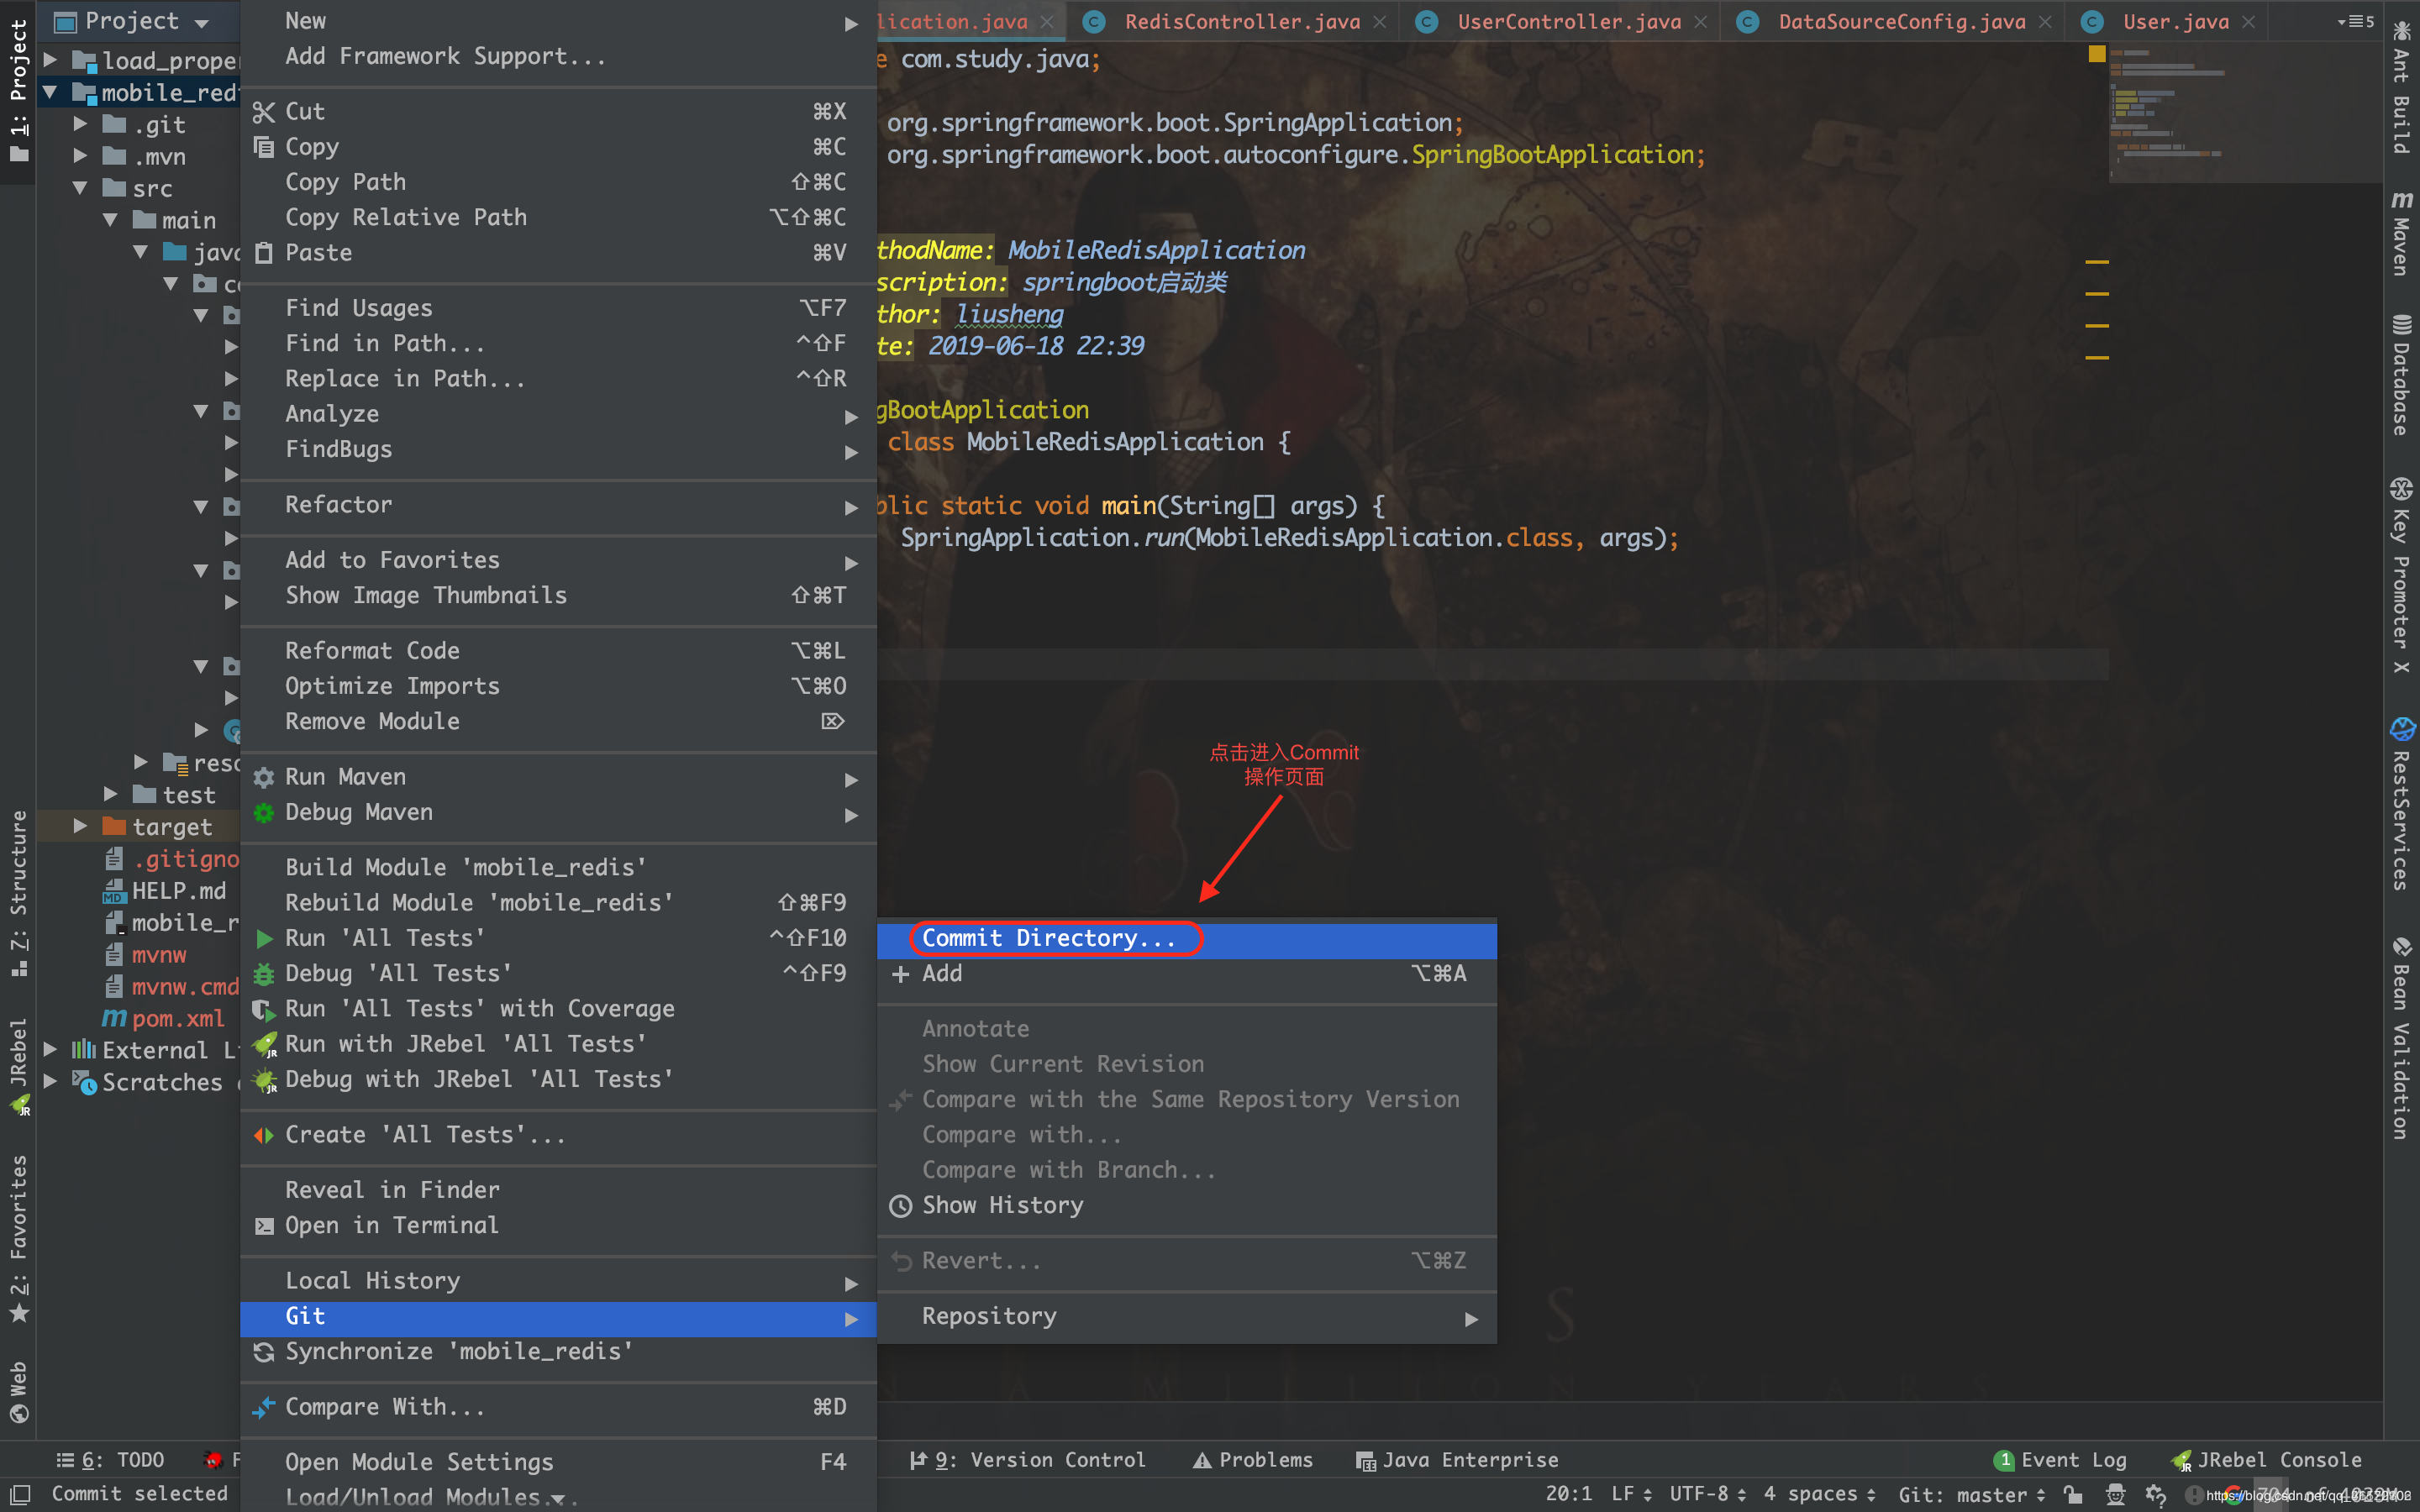 1: Project
7: Structure
JRebel
2: Favorites
Web
Project
load_prope
mobile_red
.git
.mvn
src
main
java
reso
test
target
.gitigno
HELP.md
mobile_r
mvnw
mvnw.cmd
pom.xml
External L
Scratches
New
Add Framework Support...
Cut ⌘X
Copy ⌘C
Copy Path ⇧⌘C
Copy Relative Path ⌥⇧⌘C
Paste ⌘V
Find Usages ⌥F7
Find in Path... ^⇧F
Replace in Path... ^⇧R
Analyze
FindBugs
Refactor
Add to Favorites
Show Image Thumbnails ⇧⌘T
Reformat Code ⌥⌘L
Optimize Imports ⌥⌘O
Remove Module ⌦
Run Maven
Debug Maven
Build Module 'mobile_redis'
Rebuild Module 'mobile_redis' ⇧⌘F9
Run 'All Tests' ^⇧F10
Debug 'All Tests' ^⇧F9
Run 'All Tests' with Coverage
Run with JRebel 'All Tests'
Debug with JRebel 'All Tests'
Create 'All Tests'...
Reveal in Finder
Open in Terminal
Local History
Git
Synchronize 'mobile_redis'
Compare With... ⌘D
Open Module Settings F4
Load/Unload Modules...
Commit Directory...
Add ⌥⌘A
Annotate
Show Current Revision
Compare with the Same Repository Version
Compare with...
Compare with Branch...
Show History
Revert... ⌥⌘Z
Repository
点击进入Commit
操作页面
lication.java RedisController.java UserController.java DataSourceConfig.java User.java 5
e com.study.java;
org.springframework.boot.SpringApplication;
org.springframework.boot.autoconfigure.SpringBootApplication;
thodName: MobileRedisApplication
scription: springboot启动类
thor: liusheng
te: 2019-06-18 22:39
gBootApplication
class MobileRedisApplication {
blic static void main(String[] args) {
SpringApplication.run(MobileRedisApplication.class, args);
Ant Build
Maven
Database
Key Promoter X
RestServices
Bean Validation
6: TODO 9: Version Control Problems Java Enterprise 1 Event Log JRebel Console
Commit selected 20:1 LF UTF-8 4 spaces Git: master